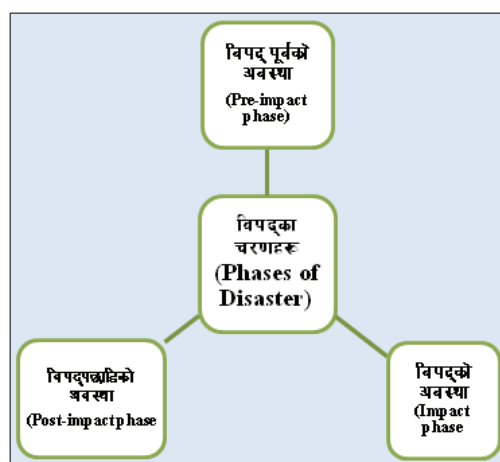 विपद् पूर्वको
अवस्था
(Pre-impact
phase)
विपद्का
चरणहरू
(Phases of
Disaster)
विपद्पछाडिको
अवस्था
(Post-impact phase
विपद्को
अवस्था
(Impact
phase